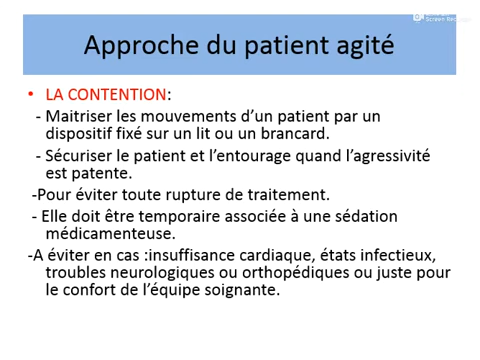 Approche du patient agité
• LA CONTENTION:
- Maitriser les mouvements d'un patient par un
dispositif fixé sur un lit ou un brancard.
- Sécuriser le patient et l'entourage quand l'agressivité
est patente.
-Pour éviter toute rupture de traitement.
- Elle doit être temporaire associée à une sédation
médicamenteuse.
-A éviter en cas :insuffisance cardiaque, états infectieux,
troubles neurologiques ou orthopédiques ou juste pour
le confort de l'équipe soignante.